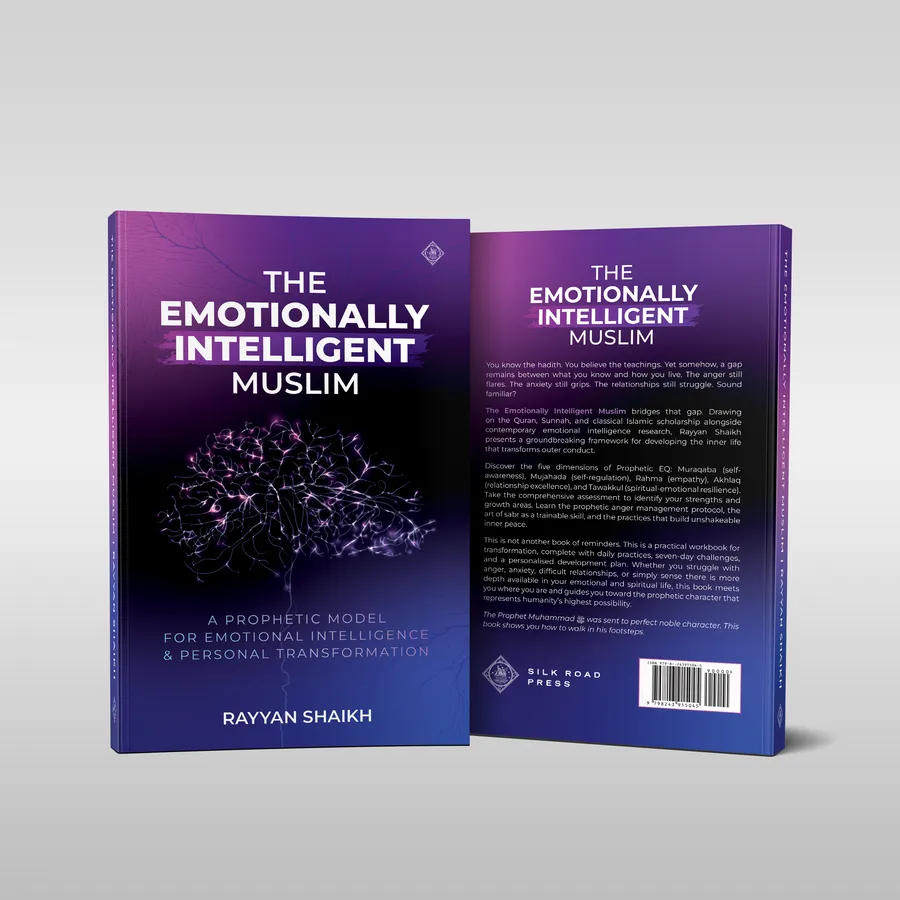 THE
EMOTIONALLY
INTELLIGENT
MUSLIM
A PROPHETIC MODEL
FOR EMOTIONAL INTELLIGENCE
& PERSONAL TRANSFORMATION
RAYYAN SHAIKH
THE EMOTIONALLY INTELLIGENT MUSLIM | RAYYAN SHAIKH
THE
EMOTIONALLY
INTELLIGENT
MUSLIM
You know the hadith. You believe the teachings. Yet somehow, a gap
remains between what you know and how you live. The anger still
flares. The anxiety still grips. The relationships still struggle. Sound
familiar?
The Emotionally Intelligent Muslim bridges that gap. Drawing
on the Quran, Sunnah, and classical Islamic scholarship alongside
contemporary emotional intelligence research, Rayyan Shaikh
presents a groundbreaking framework for developing the inner life
that transforms outer conduct.
Discover the five dimensions of Prophetic EQ: Muraqaba (self-
awareness), Mujahada (self-regulation), Rahma (empathy), Akhlaq
(relationship excellence), and Tawakkul (spiritual-emotional resilience).
Take the comprehensive assessment to identify your strengths and
growth areas. Learn the prophetic anger management protocol, the
art of sabr as a trainable skill, and the practices that build unshakeable
inner peace.
This is not another book of reminders. This is a practical workbook for
transformation, complete with daily practices, seven-day challenges,
and a personalised development plan. Whether you struggle with
anger, anxiety, difficult relationships, or simply sense there is more
depth available in your emotional and spiritual life, this book meets
you where you are and guides you toward the prophetic character that
represents humanity's highest possibility.
The Prophet Muhammad ﷺ was sent to perfect noble character. This
book shows you how to walk in his footsteps.
SILK ROAD
PRESS
90000
THE EMOTIONALLY INTELLIGENT MUSLIM | RAYYAN SHAIKH